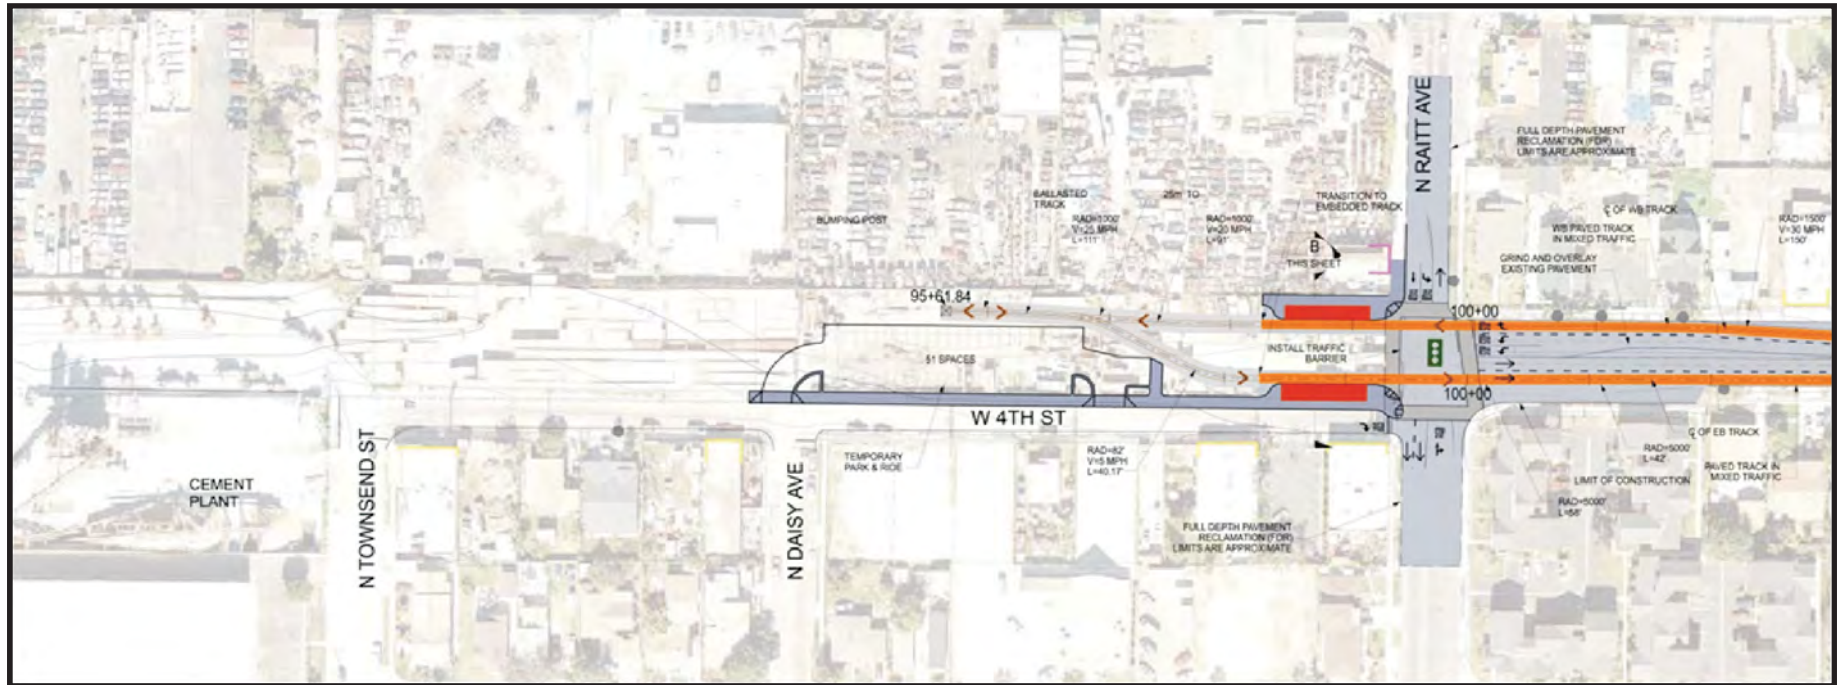 N RAITT AVE
FULL DEPTH PAVEMENT
RECLAMATION (FDR)
LIMITS ARE APPROXIMATE
BUMPING POST
BALLASTED
TRACK
RAD=1000'
V=25 MPH
L=111'
25m TO
RAD=1000'
V=20 MPH
L=91'
TRANSITION TO
EMBEDDED TRACK
B
THIS SHEET
℄ OF WB TRACK
WB PAVED TRACK
IN MIXED TRAFFIC
GRIND AND OVERLAY
EXISTING PAVEMENT
RAD=1500'
V=30 MPH
L=150'
95+61.84
100+00
51 SPACES
INSTALL TRAFFIC
BARRIER
100+00
W 4TH ST
N TOWNSEND ST
N DAISY AVE
CEMENT
PLANT
TEMPORARY
PARK & RIDE
RAD=82'
V=5 MPH
L=40.17'
℄ OF EB TRACK
RAD=5000'
L=42'
PAVED TRACK IN
MIXED TRAFFIC
LIMIT OF CONSTRUCTION
RAD=5000'
L=58'
FULL DEPTH PAVEMENT
RECLAMATION (FDR)
LIMITS ARE APPROXIMATE